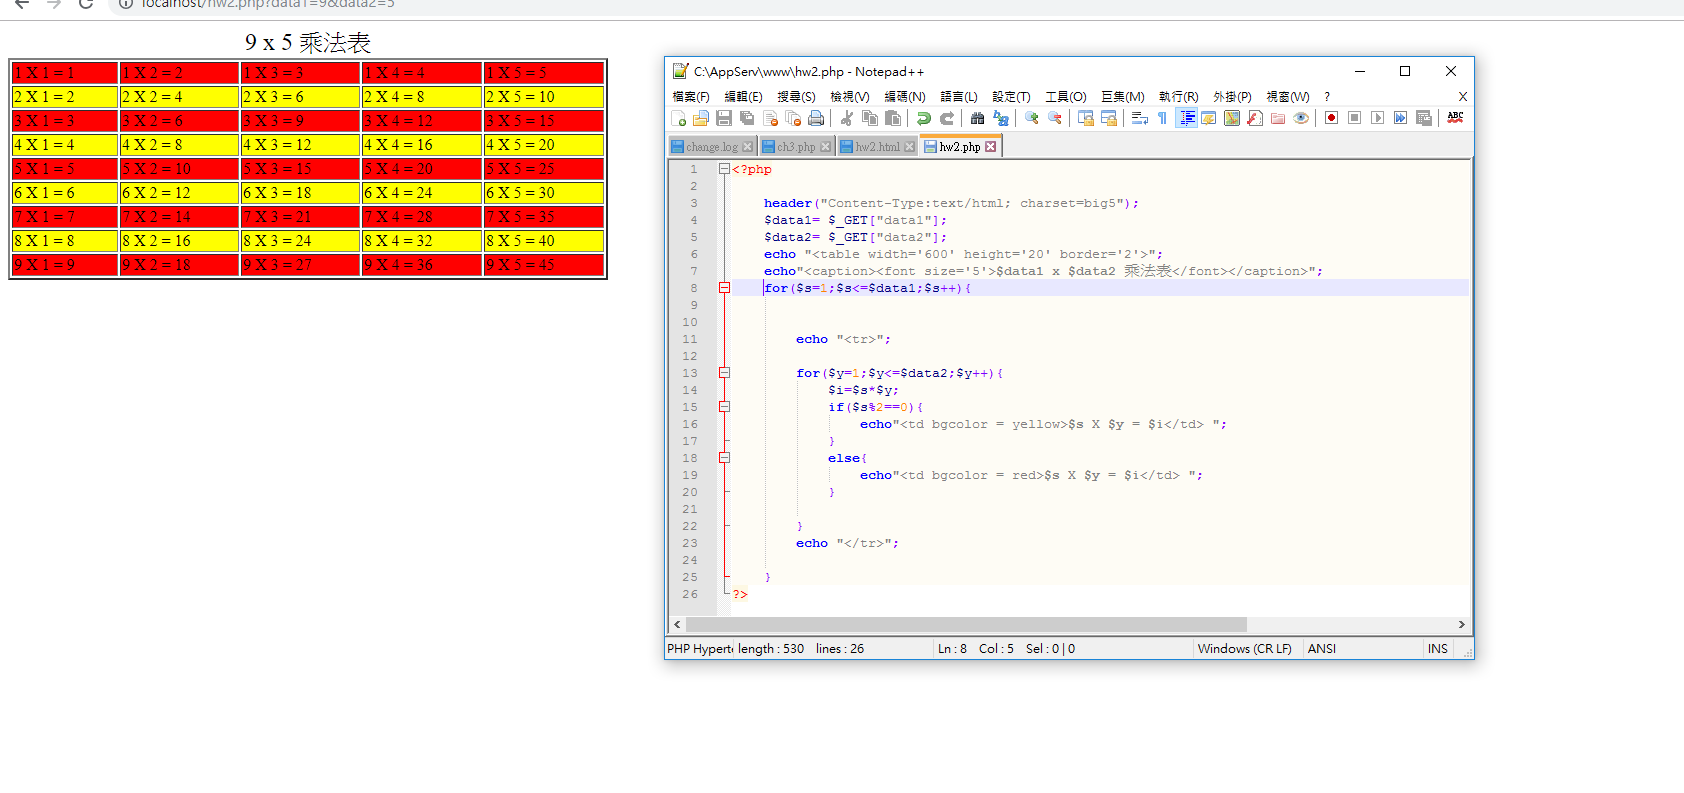 localhost/hw2.php?data1=9&data2=5
9 x 5 乘法表
1 X 1 = 1 1 X 2 = 2 1 X 3 = 3 1 X 4 = 4 1 X 5 = 5
2 X 1 = 2 2 X 2 = 4 2 X 3 = 6 2 X 4 = 8 2 X 5 = 10
3 X 1 = 3 3 X 2 = 6 3 X 3 = 9 3 X 4 = 12 3 X 5 = 15
4 X 1 = 4 4 X 2 = 8 4 X 3 = 12 4 X 4 = 16 4 X 5 = 20
5 X 1 = 5 5 X 2 = 10 5 X 3 = 15 5 X 4 = 20 5 X 5 = 25
6 X 1 = 6 6 X 2 = 12 6 X 3 = 18 6 X 4 = 24 6 X 5 = 30
7 X 1 = 7 7 X 2 = 14 7 X 3 = 21 7 X 4 = 28 7 X 5 = 35
8 X 1 = 8 8 X 2 = 16 8 X 3 = 24 8 X 4 = 32 8 X 5 = 40
9 X 1 = 9 9 X 2 = 18 9 X 3 = 27 9 X 4 = 36 9 X 5 = 45
C:\AppServ\www\hw2.php - Notepad++
檔案(F) 編輯(E) 搜尋(S) 檢視(V) 編碼(N) 語言(L) 設定(T) 工具(O) 巨集(M) 執行(R) 外掛(P) 視窗(W) ? X
ABC
change.log ch3.php hw2.html hw2.php
1 <?php
2
3 header("Content-Type:text/html; charset=big5");
4 $data1= $_GET["data1"];
5 $data2= $_GET["data2"];
6 echo "<table width='600' height='20' border='2'>";
7 echo"<caption><font size='5'>$data1 x $data2 乘法表</font></caption>";
8 for($s=1;$s<=$data1;$s++){
9
10
11 echo "<tr>";
12
13 for($y=1;$y<=$data2;$y++){
14 $i=$s*$y;
15 if($s%2==0){
16 echo"<td bgcolor = yellow>$s X $y = $i</td> ";
17 }
18 else{
19 echo"<td bgcolor = red>$s X $y = $i</td> ";
20 }
21
22 }
23 echo "</tr>";
24
25 }
26 ?>
PHP Hypert length : 530 lines : 26 Ln : 8 Col : 5 Sel : 0 | 0 Windows (CR LF) ANSI INS